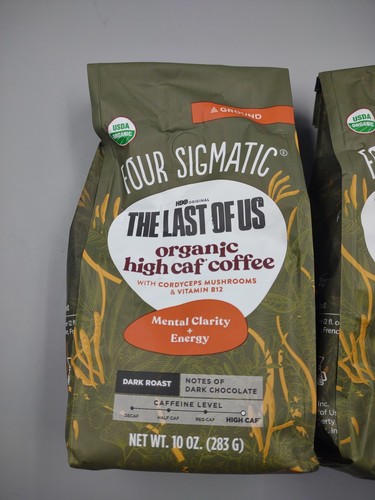 GROUND
USDA
ORGANIC
FOUR SIGMATIC®
HBO ORIGINAL
THE LAST OF US
organic
high caf* coffee
WITH CORDYCEPS MUSHROOMS
& VITAMIN B12
Mental Clarity
+
Energy
DARK ROAST
NOTES OF
DARK CHOCOLATE
CAFFEINE LEVEL
DECAF HALF CAF REG CAF HIGH CAF*
NET WT. 10 OZ. (283 G)
USDA
ORGANIC
F